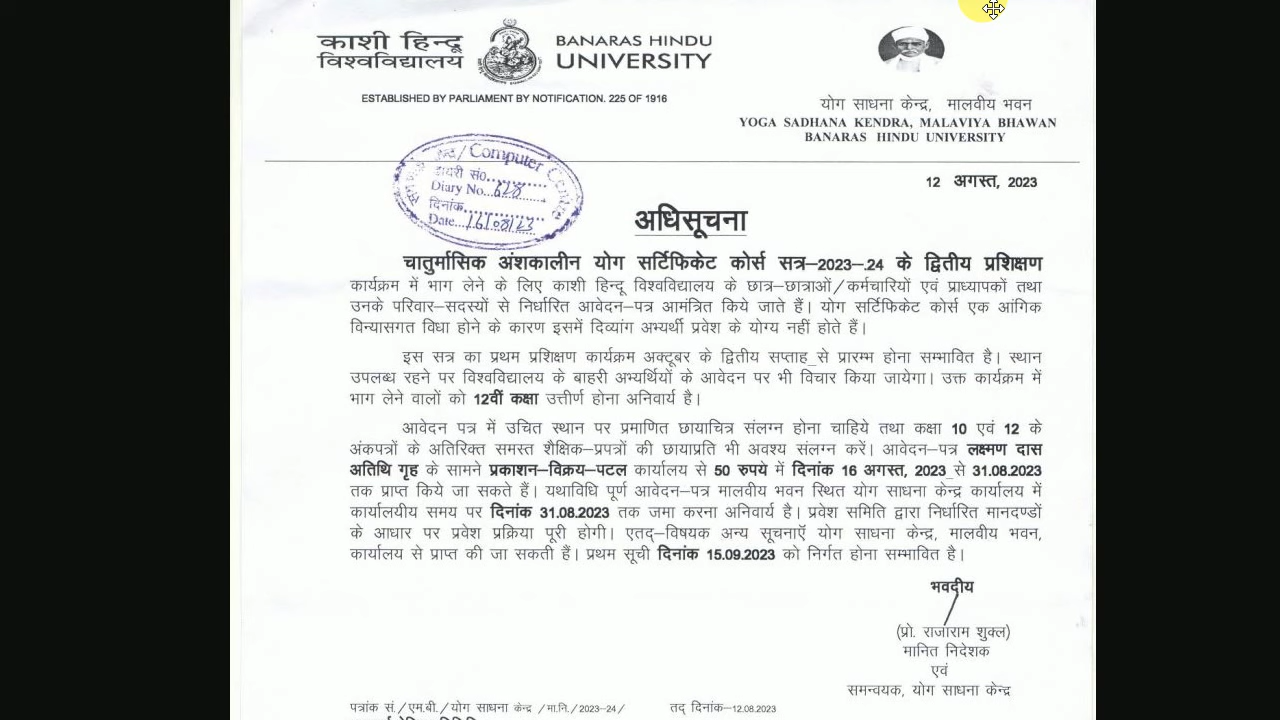 काशी हिन्दू
विश्वविद्यालय
BANARAS HINDU
UNIVERSITY
ESTABLISHED BY PARLIAMENT BY NOTIFICATION. 225 OF 1916
योग साधना केन्द्र, मालवीय भवन
YOGA SADHANA KENDRA, MALAVIYA BHAWAN
BANARAS HINDU UNIVERSITY
Computer Centre
डायरी सं०
Diary No...628
दिनांक
Date...16/08/23
12 अगस्त, 2023
अधिसूचना
चातुर्मासिक अंशकालीन योग सर्टिफिकेट कोर्स सत्र–2023–.24 के द्वितीय प्रशिक्षण
कार्यक्रम में भाग लेने के लिए काशी हिन्दू विश्वविद्यालय के छात्र–छात्राओं/कर्मचारियों एवं प्राध्यापकों तथा
उनके परिवार–सदस्यों से निर्धारित आवेदन–पत्र आमंत्रित किये जाते हैं। योग सर्टिफिकेट कोर्स एक आंगिक
विन्यासगत विधा होने के कारण इसमें दिव्यांग अभ्यर्थी प्रवेश के योग्य नहीं होते हैं।
इस सत्र का प्रथम प्रशिक्षण कार्यक्रम अक्टूबर के द्वितीय सप्ताह से प्रारम्भ होना सम्भावित है। स्थान
उपलब्ध रहने पर विश्वविद्यालय के बाहरी अभ्यर्थियों के आवेदन पर भी विचार किया जायेगा। उक्त कार्यक्रम में
भाग लेने वालों को 12वीं कक्षा उत्तीर्ण होना अनिवार्य है।
आवेदन पत्र में उचित स्थान पर प्रमाणित छायाचित्र संलग्न होना चाहिये तथा कक्षा 10 एवं 12 के
अंकपत्रों के अतिरिक्त समस्त शैक्षिक–प्रपत्रों की छायाप्रति भी अवश्य संलग्न करें। आवेदन–पत्र लक्ष्मण दास
अतिथि गृह के सामने प्रकाशन–विक्रय–पटल कार्यालय से 50 रुपये में दिनांक 16 अगस्त, 2023 से 31.08.2023
तक प्राप्त किये जा सकते हैं। यथाविधि पूर्ण आवेदन–पत्र मालवीय भवन स्थित योग साधना केन्द्र कार्यालय में
कार्यालयीय समय पर दिनांक 31.08.2023 तक जमा करना अनिवार्य है। प्रवेश समिति द्वारा निर्धारित मानदण्डों
के आधार पर प्रवेश प्रक्रिया पूरी होगी। एतद्–विषयक अन्य सूचनाऍ योग साधना केन्द्र, मालवीय भवन,
कार्यालय से प्राप्त की जा सकती हैं। प्रथम सूची दिनांक 15.09.2023 को निर्गत होना सम्भावित है।
भवदीय
(प्रो. राजाराम शुक्ल)
मानित निदेशक
एवं
समन्वयक, योग साधना केन्द्र
पत्रांक सं./एम.बी./योग साधना केन्द्र /मा.नि./2023–24/ तद् दिनांक–12.08.2023